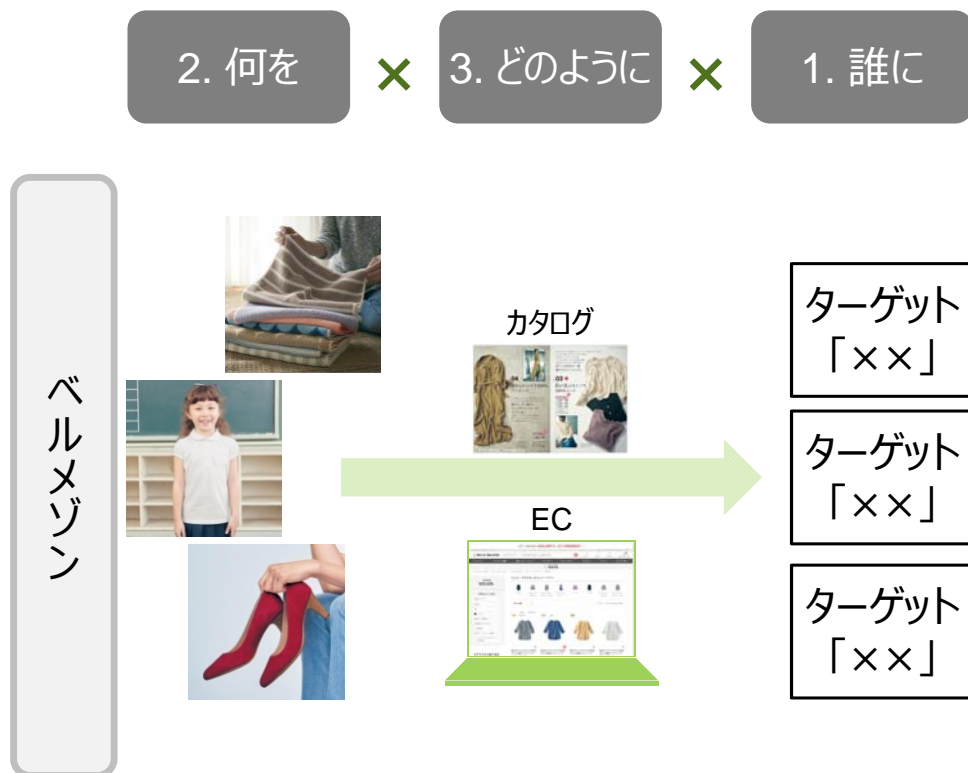 2. 何を
×
3. どのように
×
1. 誰に
ベルメゾン
カタログ
EC
ターゲット
「××」
ターゲット
「××」
ターゲット
「××」